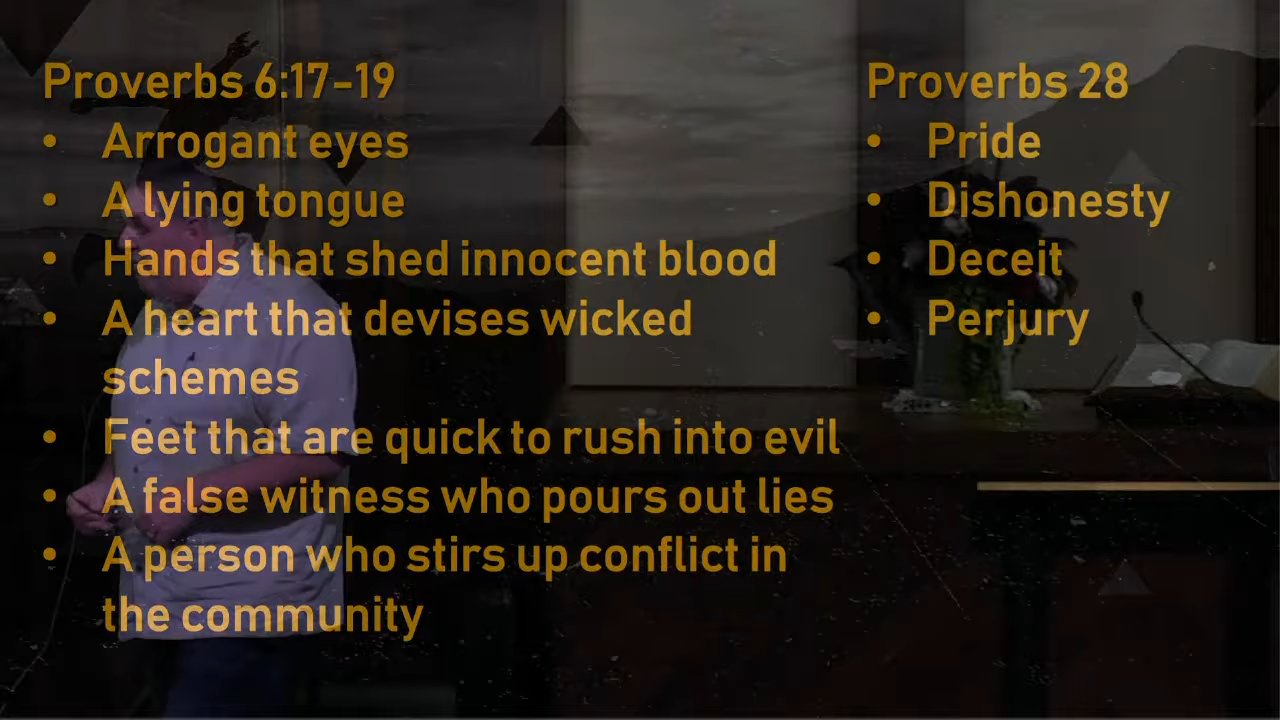 Proverbs 6:17-19
• Arrogant eyes
• A lying tongue
• Hands that shed innocent blood
• A heart that devises wicked
schemes
• Feet that are quick to rush into evil
• A false witness who pours out lies
• A person who stirs up conflict in
the community
Proverbs 28
• Pride
• Dishonesty
• Deceit
• Perjury